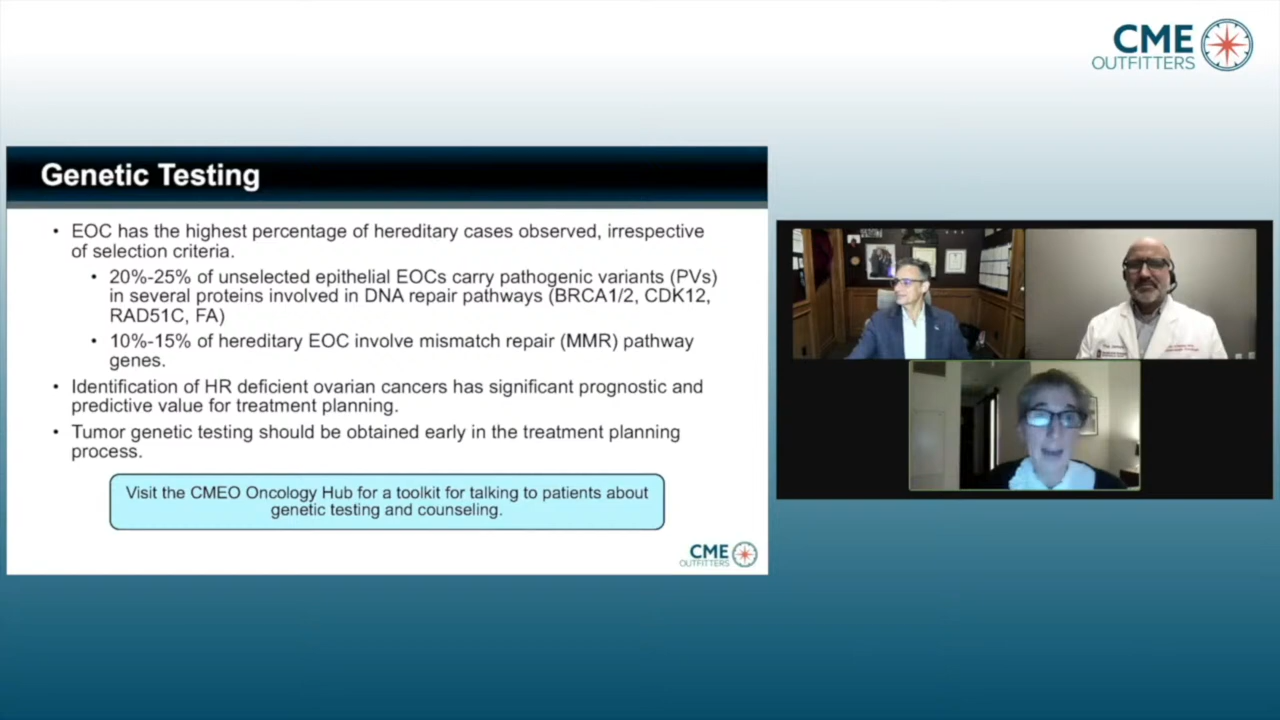 CME
OUTFITTERS
Genetic Testing
• EOC has the highest percentage of hereditary cases observed, irrespective
of selection criteria.
• 20%-25% of unselected epithelial EOCs carry pathogenic variants (PVs)
in several proteins involved in DNA repair pathways (BRCA1/2, CDK12,
RAD51C, FA)
• 10%-15% of hereditary EOC involve mismatch repair (MMR) pathway
genes.
• Identification of HR deficient ovarian cancers has significant prognostic and
predictive value for treatment planning.
• Tumor genetic testing should be obtained early in the treatment planning
process.
Visit the CMEO Oncology Hub for a toolkit for talking to patients about
genetic testing and counseling.
CME
OUTFITTERS